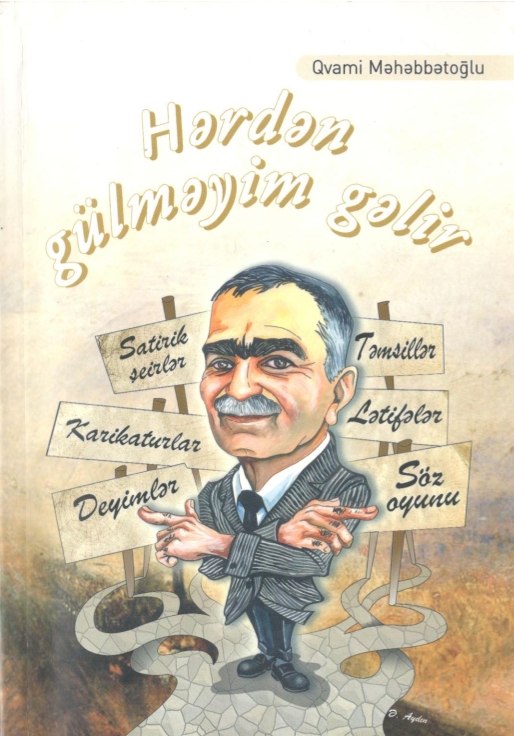 Qvami Məhəbbətoğlu
Hərdən
gülməyim gəlir
Satirik
şeirlər
Karikaturlar
Deyimlər
Təmsillər
Lətifələr
Söz
oyunu
Ə. Aydın